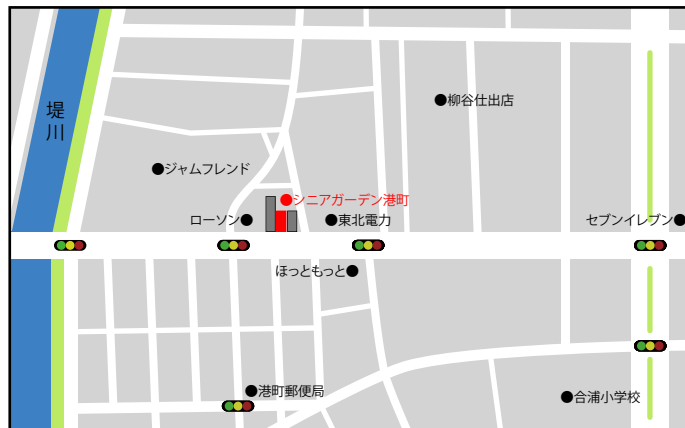 堤川
柳谷仕出店
ジャムフレンド
シニアガーデン港町
ローソン
東北電力
セブンイレブン
ほっともっと
港町郵便局
合浦小学校